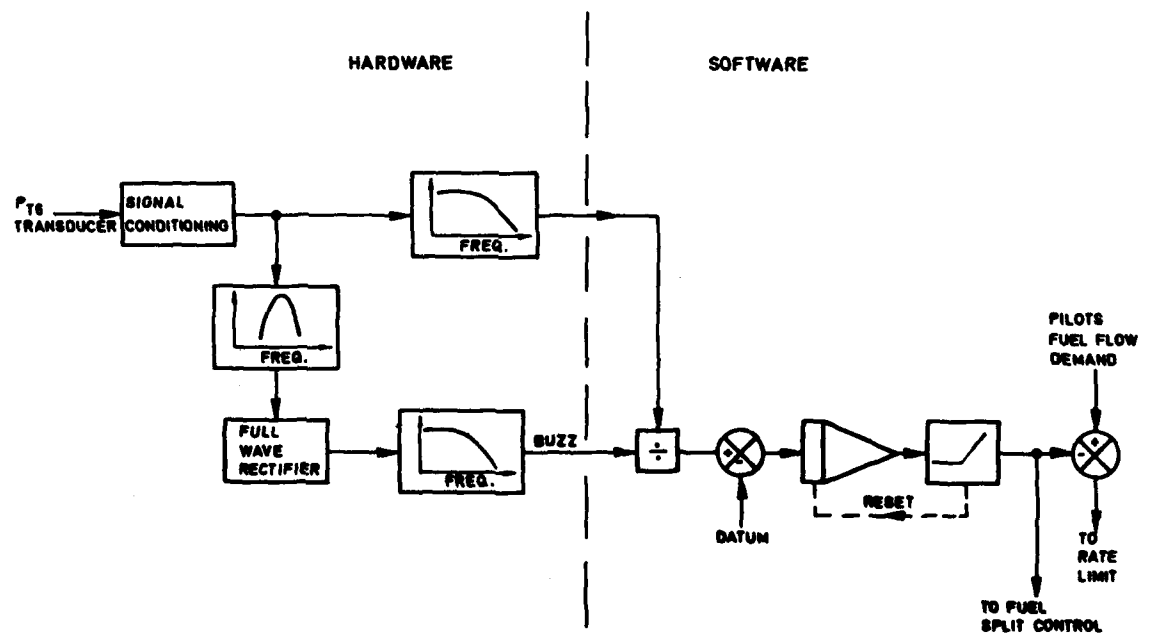 HARDWARE
SOFTWARE
PT6
TRANSDUCER
SIGNAL
CONDITIONING
FREQ.
FREQ.
FULL
WAVE
RECTIFIER
FREQ.
BUZZ
÷
+
-
DATUM
RESET
PILOTS
FUEL FLOW
DEMAND
+
-
TO
RATE
LIMIT
TO FUEL
SPLIT CONTROL